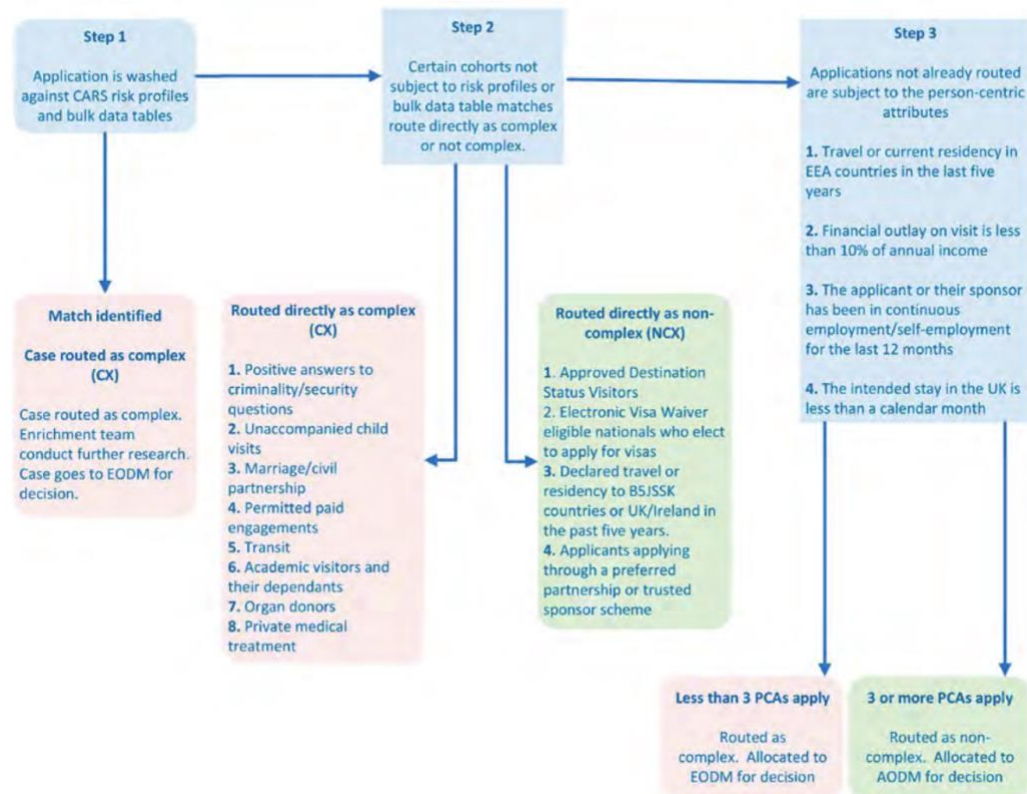 Step 1
Application is washed
against CARS risk profiles
and bulk data tables
Step 2
Certain cohorts not
subject to risk profiles or
bulk data table matches
route directly as complex
or not complex.
Step 3
Applications not already routed
are subject to the person-centric
attributes
1. Travel or current residency in
EEA countries in the last five
years
2. Financial outlay on visit is less
than 10% of annual income
3. The applicant or their sponsor
has been in continuous
employment/self-employment
for the last 12 months
4. The intended stay in the UK is
less than a calendar month
Match identified
Case routed as complex
(CX)
Case routed as complex.
Enrichment team
conduct further research.
Case goes to EODM for
decision.
Routed directly as complex
(CX)
1. Positive answers to
criminality/security
questions
2. Unaccompanied child
visits
3. Marriage/civil
partnership
4. Permitted paid
engagements
5. Transit
6. Academic visitors and
their dependants
7. Organ donors
8. Private medical
treatment
Routed directly as non-
complex (NCX)
1. Approved Destination
Status Visitors
2. Electronic Visa Waiver
eligible nationals who elect
to apply for visas
3. Declared travel or
residency to B5JSSK
countries or UK/Ireland in
the past five years.
4. Applicants applying
through a preferred
partnership or trusted
sponsor scheme
Less than 3 PCAs apply
Routed as
complex. Allocated to
EODM for decision
3 or more PCAs apply
Routed as non-
complex. Allocated to
AODM for decision